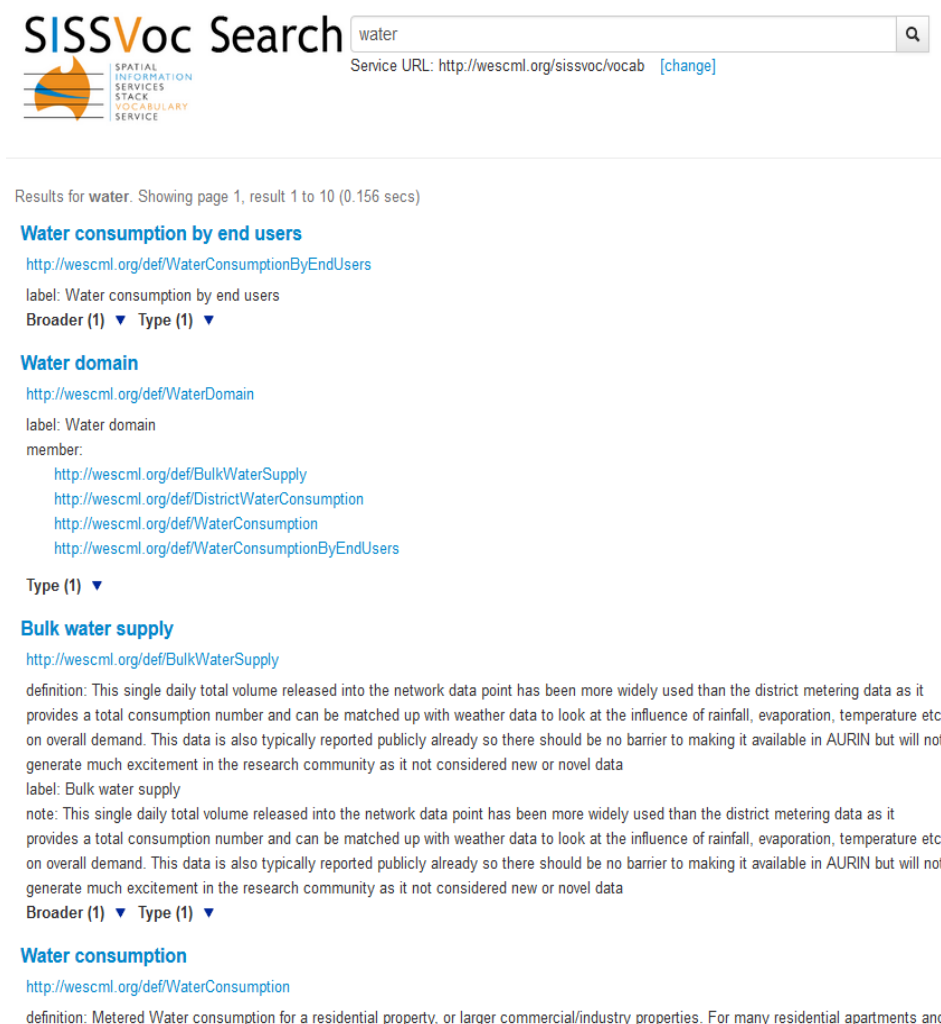 SISSVoc Search
water
Service URL: http://wescml.org/sissvoc/vocab [change]
SPATIAL
INFORMATION
SERVICES
STACK
VOCABULARY
SERVICE
Results for water. Showing page 1, result 1 to 10 (0.156 secs)
Water consumption by end users
http://wescml.org/def/WaterConsumptionByEndUsers
label: Water consumption by end users
Broader (1) ▼ Type (1) ▼
Water domain
http://wescml.org/def/WaterDomain
label: Water domain
member:
http://wescml.org/def/BulkWaterSupply
http://wescml.org/def/DistrictWaterConsumption
http://wescml.org/def/WaterConsumption
http://wescml.org/def/WaterConsumptionByEndUsers
Type (1) ▼
Bulk water supply
http://wescml.org/def/BulkWaterSupply
definition: This single daily total volume released into the network data point has been more widely used than the district metering data as it
provides a total consumption number and can be matched up with weather data to look at the influence of rainfall, evaporation, temperature etc
on overall demand. This data is also typically reported publicly already so there should be no barrier to making it available in AURIN but will not
generate much excitement in the research community as it not considered new or novel data
label: Bulk water supply
note: This single daily total volume released into the network data point has been more widely used than the district metering data as it
provides a total consumption number and can be matched up with weather data to look at the influence of rainfall, evaporation, temperature etc
on overall demand. This data is also typically reported publicly already so there should be no barrier to making it available in AURIN but will not
generate much excitement in the research community as it not considered new or novel data
Broader (1) ▼ Type (1) ▼
Water consumption
http://wescml.org/def/WaterConsumption
definition: Metered Water consumption for a residential property, or larger commercial/industry properties. For many residential apartments and